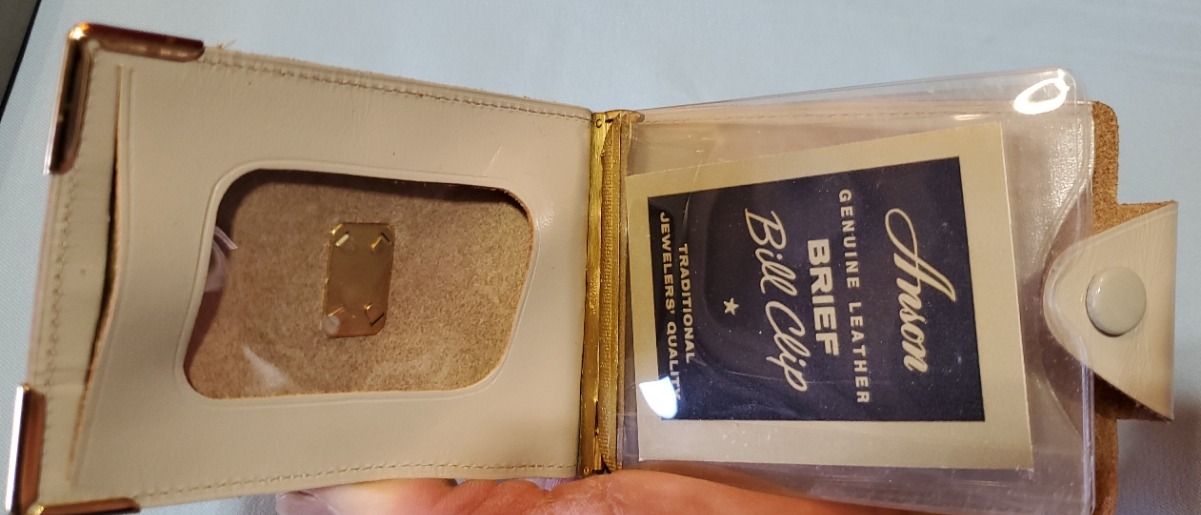 Anson
GENUINE LEATHER
BRIEF
Bill Clip
★
TRADITIONAL
JEWELERS' QUALITY